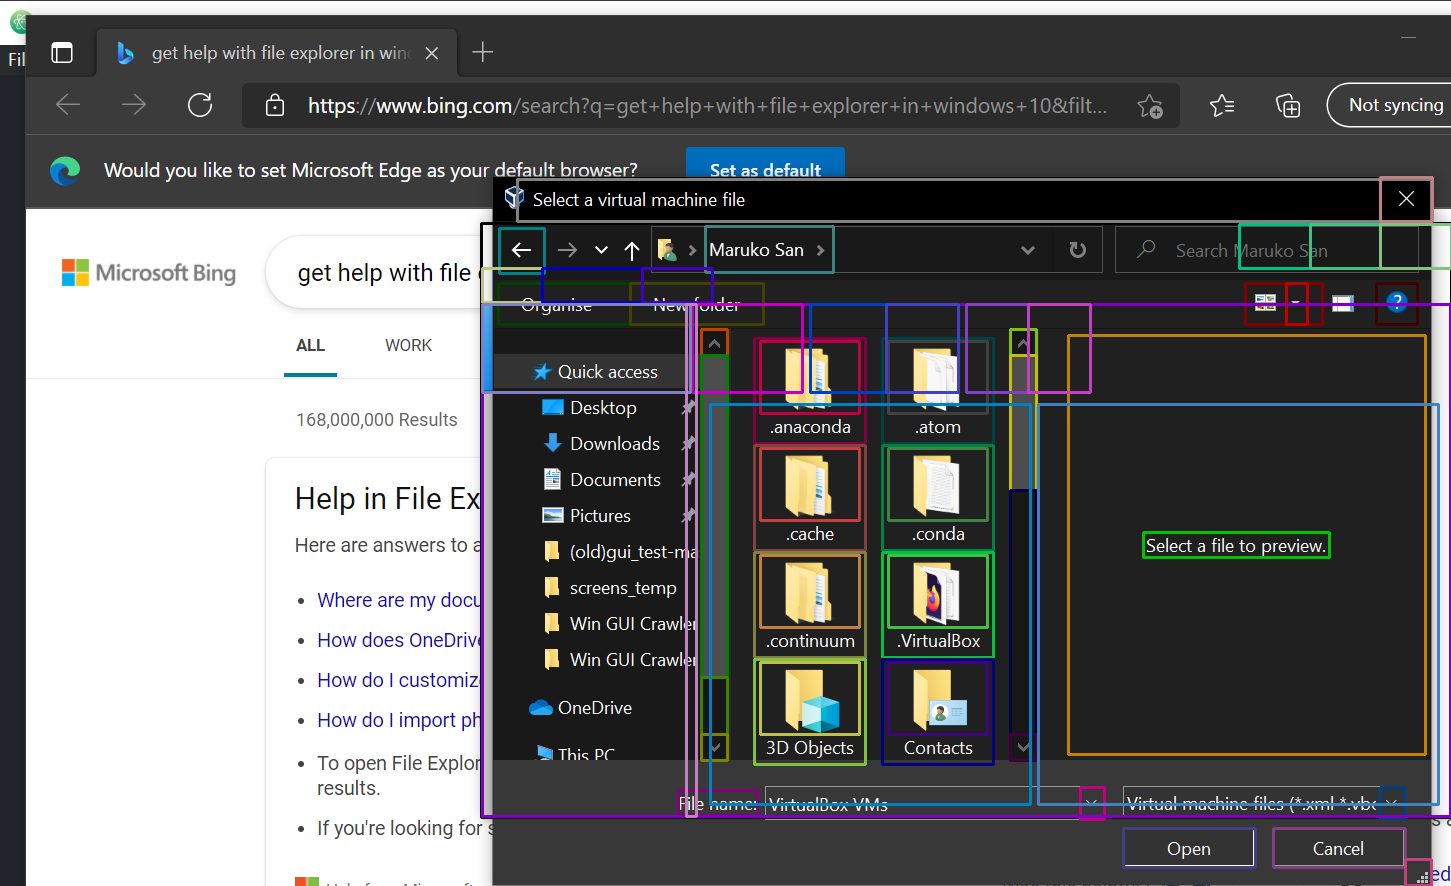 Fil
get help with file explorer in win
https://www.bing.com/search?q=get+help+with+file+explorer+in+windows+10&filt...
Not syncing
Would you like to set Microsoft Edge as your default browser?
Set as default
Select a virtual machine file
Maruko San
Search Maruko San
Microsoft Bing
get help with file
Organise
New folder
ALL
WORK
168,000,000 Results
Quick access
Desktop
Downloads
Documents
Pictures
(old)gui_test-ma
screens_temp
Win GUI Crawler
Win GUI Crawler
OneDrive
This PC
.anaconda
.atom
.cache
.conda
.continuum
.VirtualBox
3D Objects
Contacts
Select a file to preview.
Help in File Ex
Here are answers to a
Where are my docu
How does OneDrive
How do I customiz
How do I import ph
To open File Explor
results.
If you're looking for s
File name:
VirtualBox VMs
Virtual machine files (*.xml *.vbo
Open
Cancel
ed